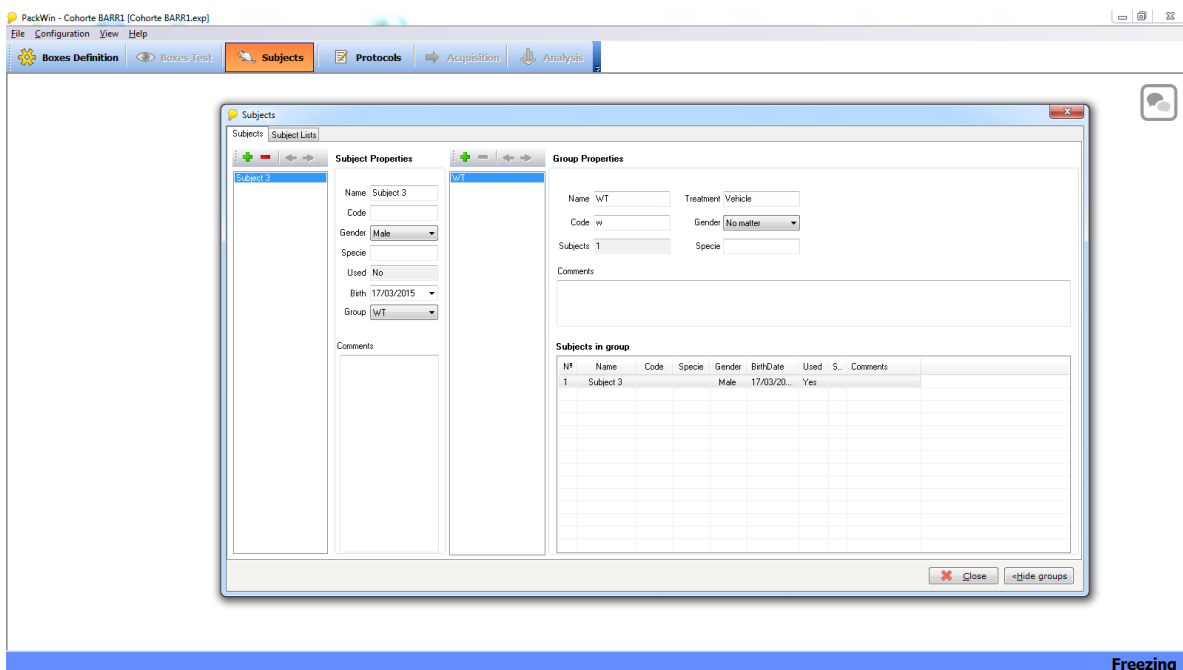 PackWin - Cohorte BARR1 [Cohorte BARR1.exp]
File Configuration View Help
Boxes Definition Boxes Test Subjects Protocols Acquisition Analysis
Subjects
Subjects Subject Lists
Subject Properties Group Properties
Subject 3 WT
Name Subject 3
Code
Gender Male
Specie
Used No
Birth 17/03/2015
Group WT
Comments
Name WT Treatment Vehicle
Code w Gender No matter
Subjects 1 Specie
Comments
Subjects in group
Nº Name Code Specie Gender BirthDate Used S... Comments
1 Subject 3 Male 17/03/20... Yes
Close «Hide groups
Freezing